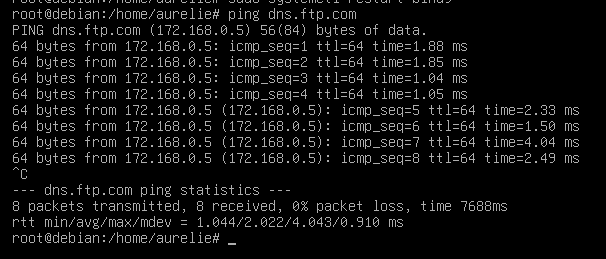 root@debian:/home/aurelie# sudo systemctl restart bind9
root@debian:/home/aurelie# ping dns.ftp.com
PING dns.ftp.com (172.168.0.5) 56(84) bytes of data.
64 bytes from 172.168.0.5: icmp_seq=1 ttl=64 time=1.88 ms
64 bytes from 172.168.0.5: icmp_seq=2 ttl=64 time=1.85 ms
64 bytes from 172.168.0.5: icmp_seq=3 ttl=64 time=1.04 ms
64 bytes from 172.168.0.5: icmp_seq=4 ttl=64 time=1.05 ms
64 bytes from 172.168.0.5 (172.168.0.5): icmp_seq=5 ttl=64 time=2.33 ms
64 bytes from 172.168.0.5 (172.168.0.5): icmp_seq=6 ttl=64 time=1.50 ms
64 bytes from 172.168.0.5 (172.168.0.5): icmp_seq=7 ttl=64 time=4.04 ms
64 bytes from 172.168.0.5 (172.168.0.5): icmp_seq=8 ttl=64 time=2.49 ms
^C
--- dns.ftp.com ping statistics ---
8 packets transmitted, 8 received, 0% packet loss, time 7688ms
rtt min/avg/max/mdev = 1.044/2.022/4.043/0.910 ms
root@debian:/home/aurelie# _